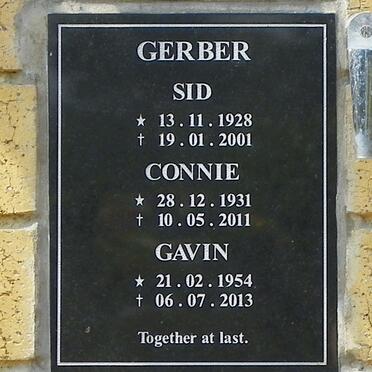 GERBER
SID
★ 13 . 11 . 1928
† 19 . 01 . 2001
CONNIE
★ 28 . 12 . 1931
† 10 . 05 . 2011
GAVIN
★ 21 . 02 . 1954
† 06 . 07 . 2013
Together at last.